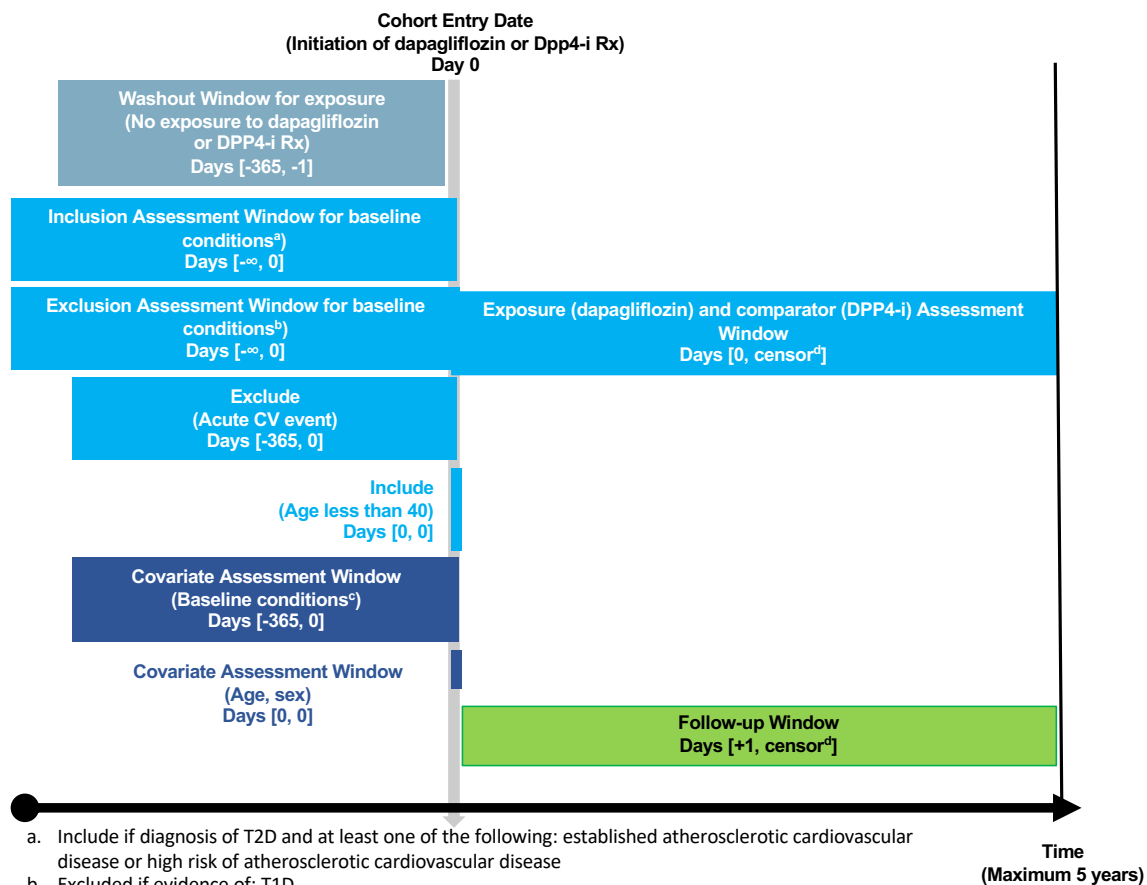 Cohort Entry Date
(Initiation of dapagliflozin or Dpp4-i Rx)
Day 0
Washout Window for exposure
(No exposure to dapagliflozin
or DPP4-i Rx)
Days [-365, -1]
Inclusion Assessment Window for baseline
conditionsᵃ)
Days [-∞, 0]
Exclusion Assessment Window for baseline
conditionsᵇ)
Days [-∞, 0]
Exposure (dapagliflozin) and comparator (DPP4-i) Assessment
Window
Days [0, censorᵈ]
Exclude
(Acute CV event)
Days [-365, 0]
Include
(Age less than 40)
Days [0, 0]
Covariate Assessment Window
(Baseline conditionsᶜ)
Days [-365, 0]
Covariate Assessment Window
(Age, sex)
Days [0, 0]
Follow-up Window
Days [+1, censorᵈ]
a. Include if diagnosis of T2D and at least one of the following: established atherosclerotic cardiovascular
disease or high risk of atherosclerotic cardiovascular disease
b. Excluded if evidence of: T1D
Time
(Maximum 5 years)